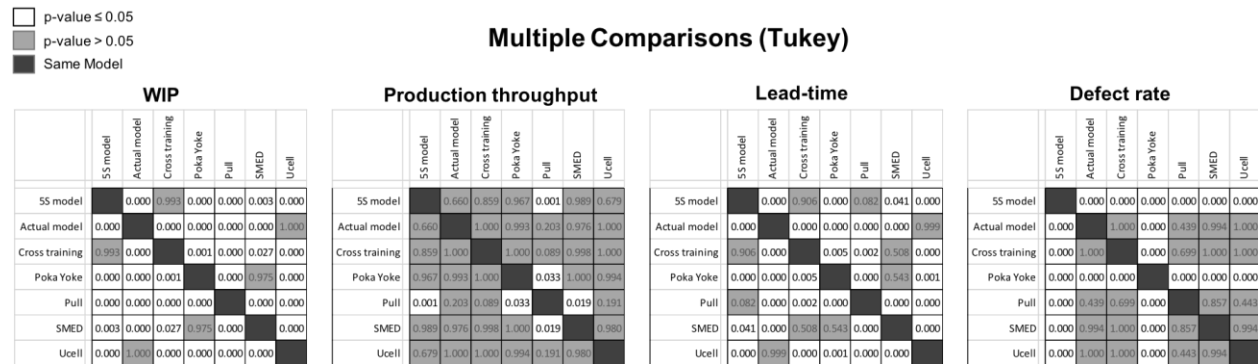 p-value ≤ 0.05
p-value > 0.05
Same Model
Multiple Comparisons (Tukey)
WIP
5S model Actual model Cross training Poka Yoke Pull SMED Ucell
5S model 0.000 0.993 0.000 0.000 0.003 0.000
Actual model 0.000 0.000 0.000 0.000 0.000 1.000
Cross training 0.993 0.000 0.001 0.000 0.027 0.000
Poka Yoke 0.000 0.000 0.001 0.000 0.975 0.000
Pull 0.000 0.000 0.000 0.000 0.000 0.000
SMED 0.003 0.000 0.027 0.975 0.000 0.000
Ucell 0.000 1.000 0.000 0.000 0.000 0.000
Production throughput
5S model Actual model Cross training Poka Yoke Pull SMED Ucell
5S model 0.660 0.859 0.967 0.001 0.989 0.679
Actual model 0.660 1.000 0.993 0.203 0.976 1.000
Cross training 0.859 1.000 1.000 0.089 0.998 1.000
Poka Yoke 0.967 0.993 1.000 0.033 1.000 0.994
Pull 0.001 0.203 0.089 0.033 0.019 0.191
SMED 0.989 0.976 0.998 1.000 0.019 0.980
Ucell 0.679 1.000 1.000 0.994 0.191 0.980
Lead-time
5S model Actual model Cross training Poka Yoke Pull SMED Ucell
5S model 0.000 0.906 0.000 0.082 0.041 0.000
Actual model 0.000 0.000 0.000 0.000 0.000 0.999
Cross training 0.906 0.000 0.005 0.002 0.508 0.000
Poka Yoke 0.000 0.000 0.005 0.000 0.543 0.001
Pull 0.082 0.000 0.002 0.000 0.000 0.000
SMED 0.041 0.000 0.508 0.543 0.000 0.000
Ucell 0.000 0.999 0.000 0.001 0.000 0.000
Defect rate
5S model Actual model Cross training Poka Yoke Pull SMED Ucell
5S model 0.000 0.000 0.000 0.000 0.000 0.000
Actual model 0.000 1.000 0.000 0.439 0.994 1.000
Cross training 0.000 1.000 0.000 0.699 1.000 1.000
Poka Yoke 0.000 0.000 0.000 0.000 0.000 0.000
Pull 0.000 0.439 0.699 0.000 0.857 0.443
SMED 0.000 0.994 1.000 0.000 0.857 0.994
Ucell 0.000 1.000 1.000 0.000 0.443 0.994